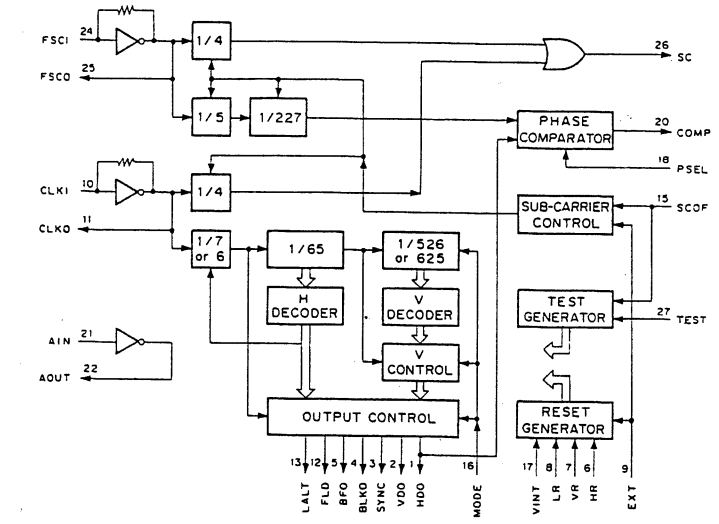 FSCI 24
1/4
26 SC
FSCO 25
1/5
1/227
PHASE
COMPARATOR
20 COMP
18 PSEL
CLKI 10
1/4
CLKO 11
SUB-CARRIER
CONTROL
15 SCOF
1/7
or 6
1/65
1/526
or 625
H
DECODER
V
DECODER
TEST
GENERATOR
27 TEST
AIN 21
AOUT 22
V
CONTROL
OUTPUT CONTROL
RESET
GENERATOR
13 12 5 4 3 2 1 16 17 8 7 6 9
LALT FLD BFO BLKO SYNC VDO HDO MODE VINT LR VR HR EXT